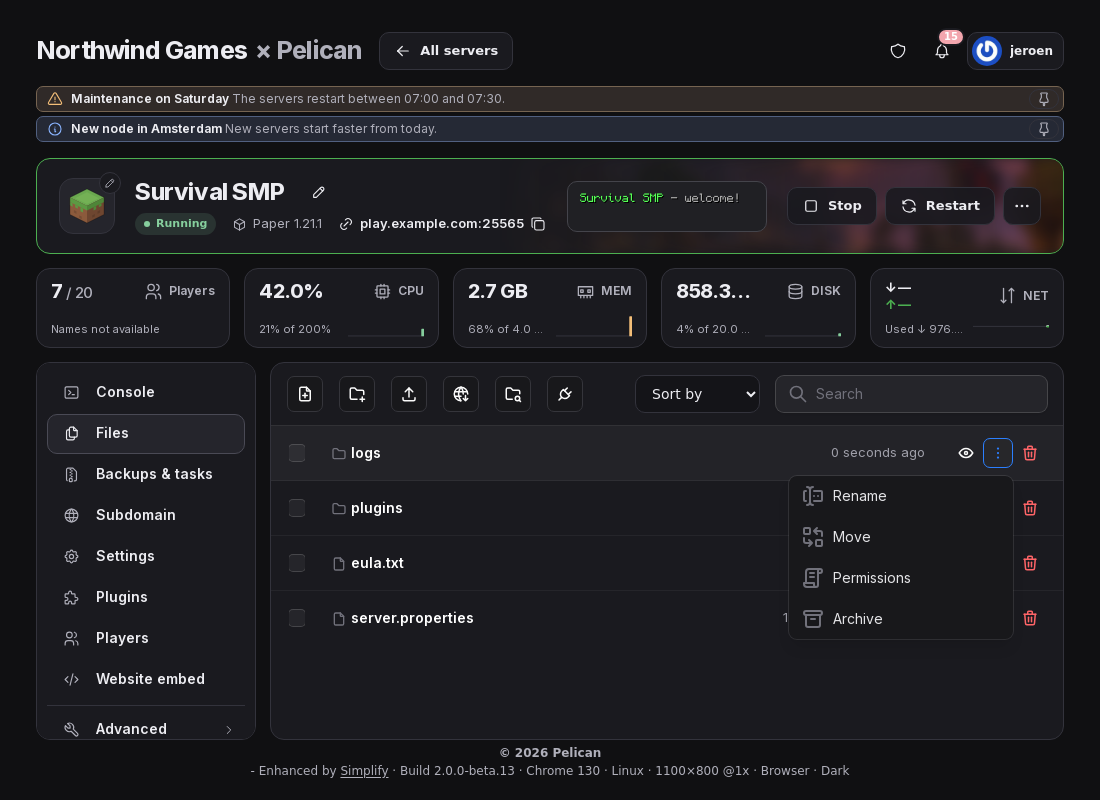 Northwind Games × Pelican
All servers
15
jeroen
Maintenance on Saturday The servers restart between 07:00 and 07:30.
New node in Amsterdam New servers start faster from today.
Survival SMP
Running
Paper 1.21.1
play.example.com:25565
Survival SMP - welcome!
Stop
Restart
7 / 20
Players
Names not available
42.0%
CPU
21% of 200%
2.7 GB
MEM
68% of 4.0 ...
858.3...
DISK
4% of 20.0 ...
↓—
↑—
NET
Used ↓ 976....
Console
Files
Backups & tasks
Subdomain
Settings
Plugins
Players
Website embed
Advanced
Sort by
Search
logs
0 seconds ago
plugins
eula.txt
server.properties
1
Rename
Move
Permissions
Archive
© 2026 Pelican
- Enhanced by Simplify · Build 2.0.0-beta.13 · Chrome 130 · Linux · 1100×800 @1x · Browser · Dark